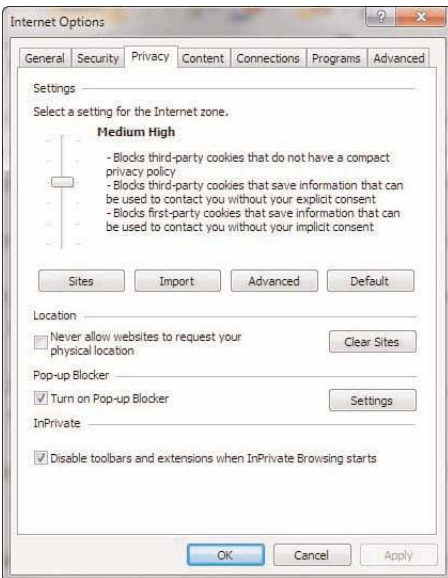 Internet Options
General Security Privacy Content Connections Programs Advanced
Settings
Select a setting for the Internet zone.
Medium High
- Blocks third-party cookies that do not have a compact
privacy policy
- Blocks third-party cookies that save information that can
be used to contact you without your explicit consent
- Blocks first-party cookies that save information that can
be used to contact you without your implicit consent
Sites Import Advanced Default
Location
Never allow websites to request your
physical location
Clear Sites
Pop-up Blocker
Turn on Pop-up Blocker
Settings
InPrivate
Disable toolbars and extensions when InPrivate Browsing starts
OK Cancel Apply